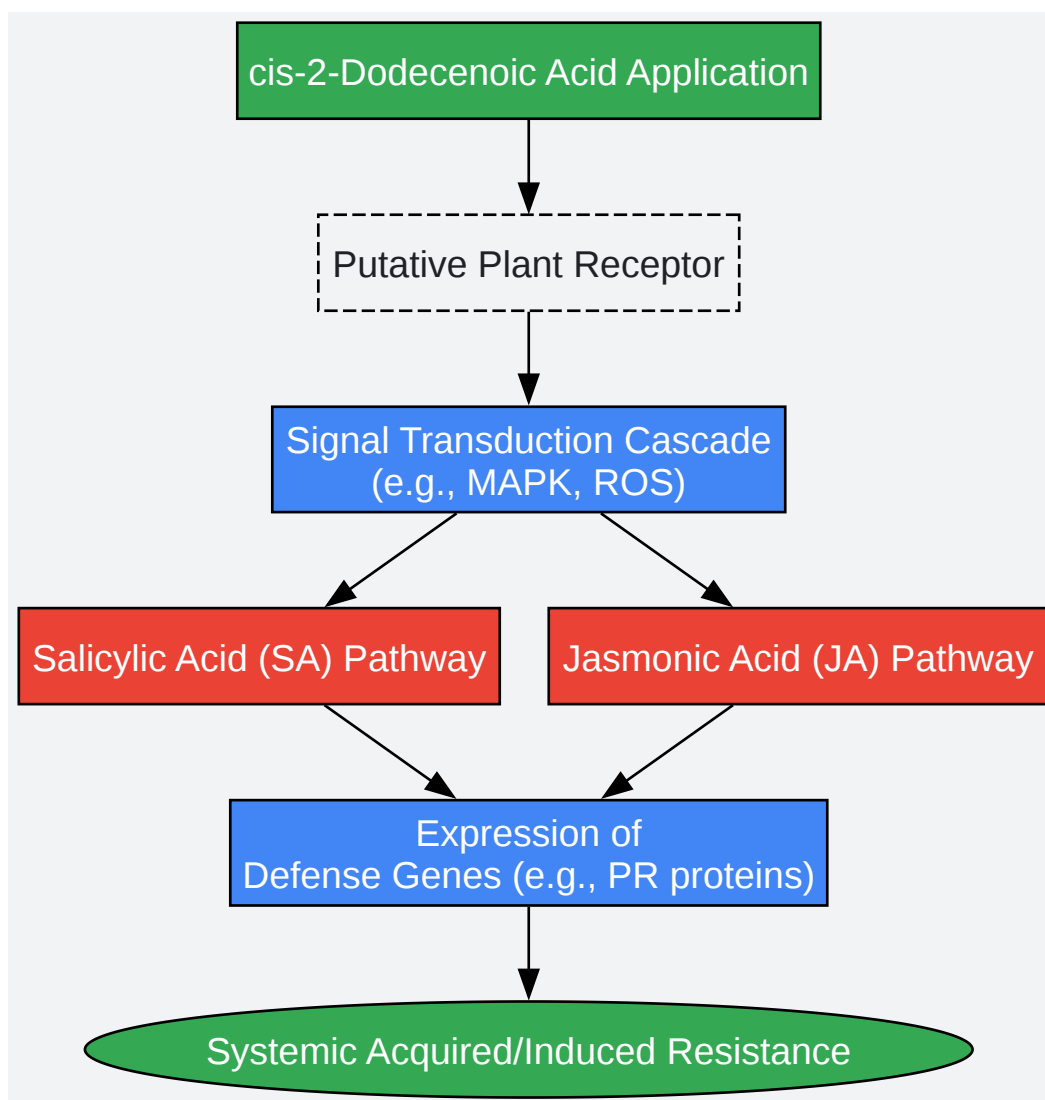 cis-2-Dodecenoic Acid Application
Putative Plant Receptor
Signal Transduction Cascade
(e.g., MAPK, ROS)
Salicylic Acid (SA) Pathway
Jasmonic Acid (JA) Pathway
Expression of
Defense Genes (e.g., PR proteins)
Systemic Acquired/Induced Resistance